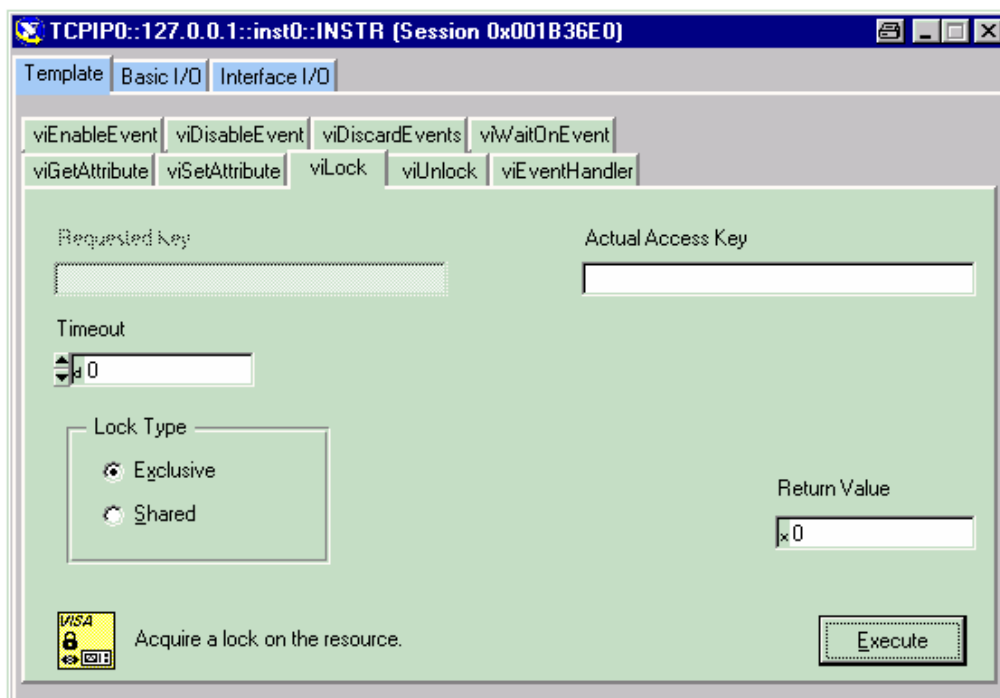 TCPIP0::127.0.0.1::inst0::INSTR (Session 0x001B36E0)
Template Basic I/O Interface I/O
viEnableEvent viDisableEvent viDiscardEvents viWaitOnEvent
viGetAttribute viSetAttribute viLock viUnlock viEventHandler
Requested Key Actual Access Key
Timeout
d 0
Lock Type
Exclusive
Shared
Return Value
x 0
VISA
Acquire a lock on the resource.
Execute